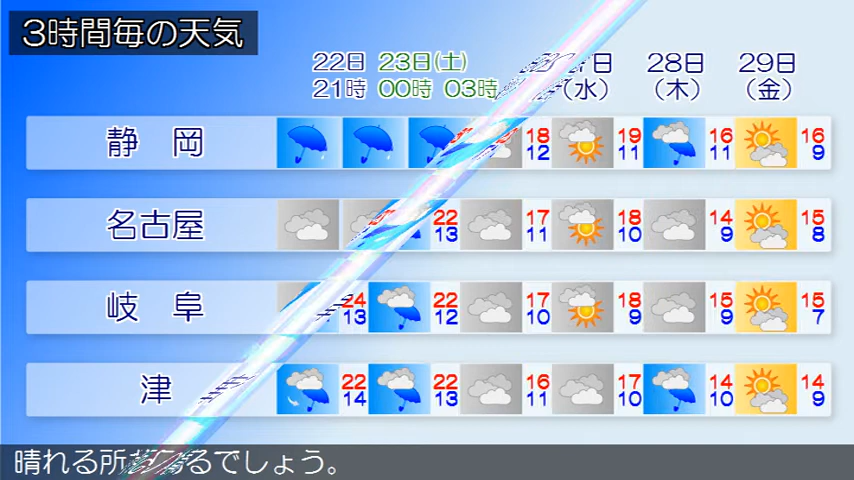 3時間毎の天気
22日 23日(土) 日 28日 29日
21時 00時 03時 (水) (木) (金)
静岡 18 12 19 11 16 11 16 9
名古屋 22 13 17 11 18 10 14 9 15 8
岐阜 24 13 22 12 17 10 18 9 15 9 15 7
津 22 14 22 13 16 11 17 10 14 10 14 9
晴れる所があるでしょう。